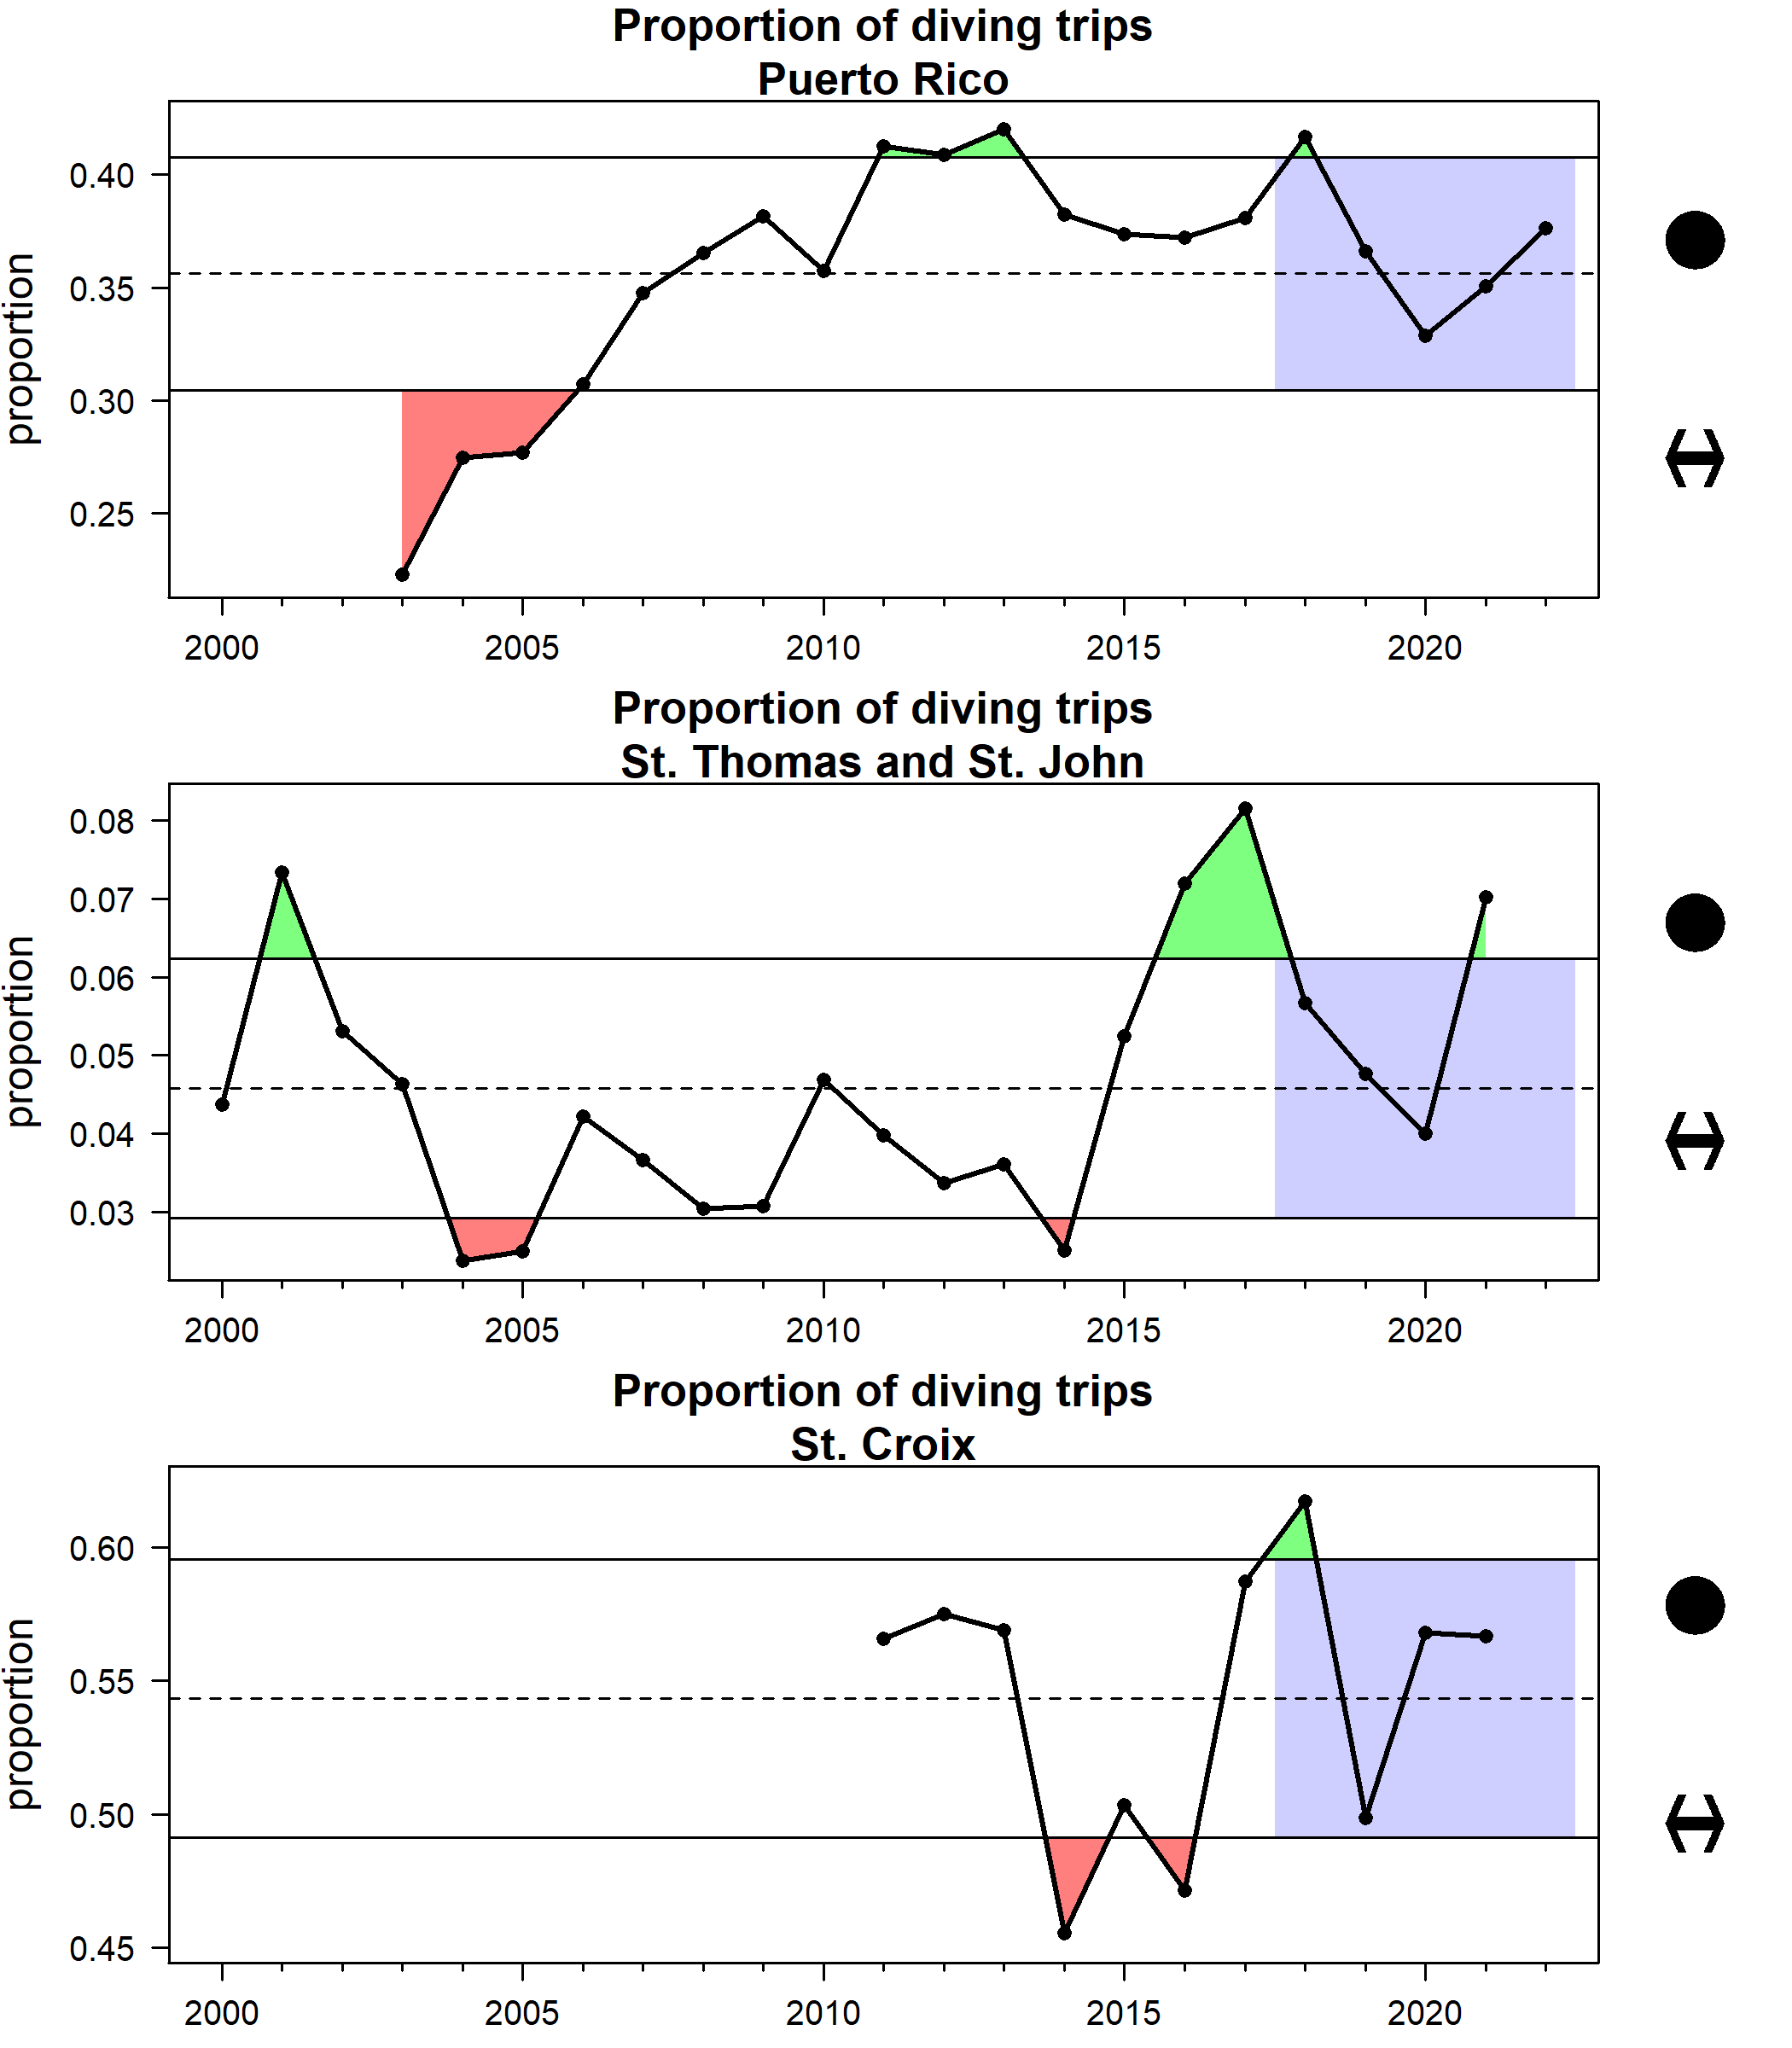 Proportion of diving trips
Puerto Rico
proportion
0.40
0.35
0.30
0.25
2000 2005 2010 2015 2020
Proportion of diving trips
St. Thomas and St. John
proportion
0.08
0.07
0.06
0.05
0.04
0.03
2000 2005 2010 2015 2020
Proportion of diving trips
St. Croix
proportion
0.60
0.55
0.50
0.45
2000 2005 2010 2015 2020